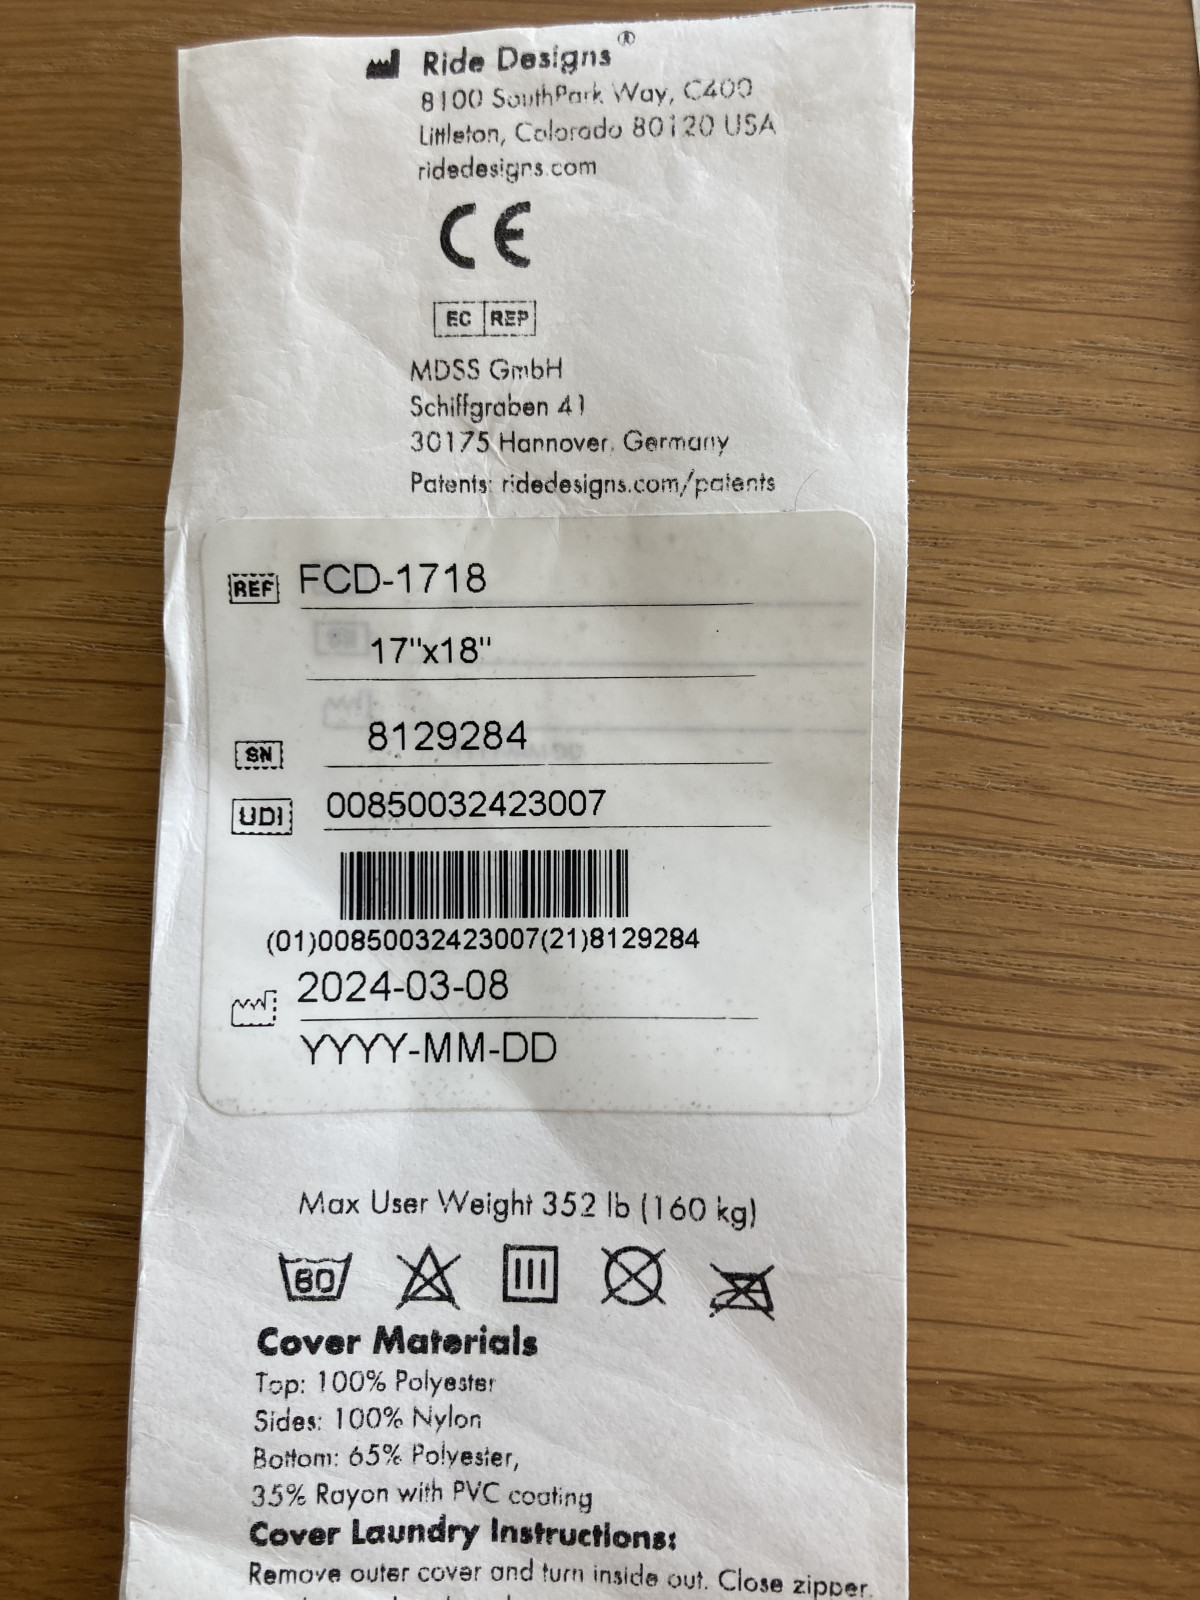 Ride Designs®
8100 SouthPark Way, C400
Littleton, Colorado 80120 USA
ridedesigns.com
CE
EC REP
MDSS GmbH
Schiffgraben 41
30175 Hannover, Germany
Patents: ridedesigns.com/patents
REF FCD-1718
17"x18"
SN 8129284
UDI 00850032423007
(01)00850032423007(21)8129284
2024-03-08
YYYY-MM-DD
Max User Weight 352 lb (160 kg)
60
Cover Materials
Top: 100% Polyester
Sides: 100% Nylon
Bottom: 65% Polyester,
35% Rayon with PVC coating
Cover Laundry Instructions:
Remove outer cover and turn inside out. Close zipper.